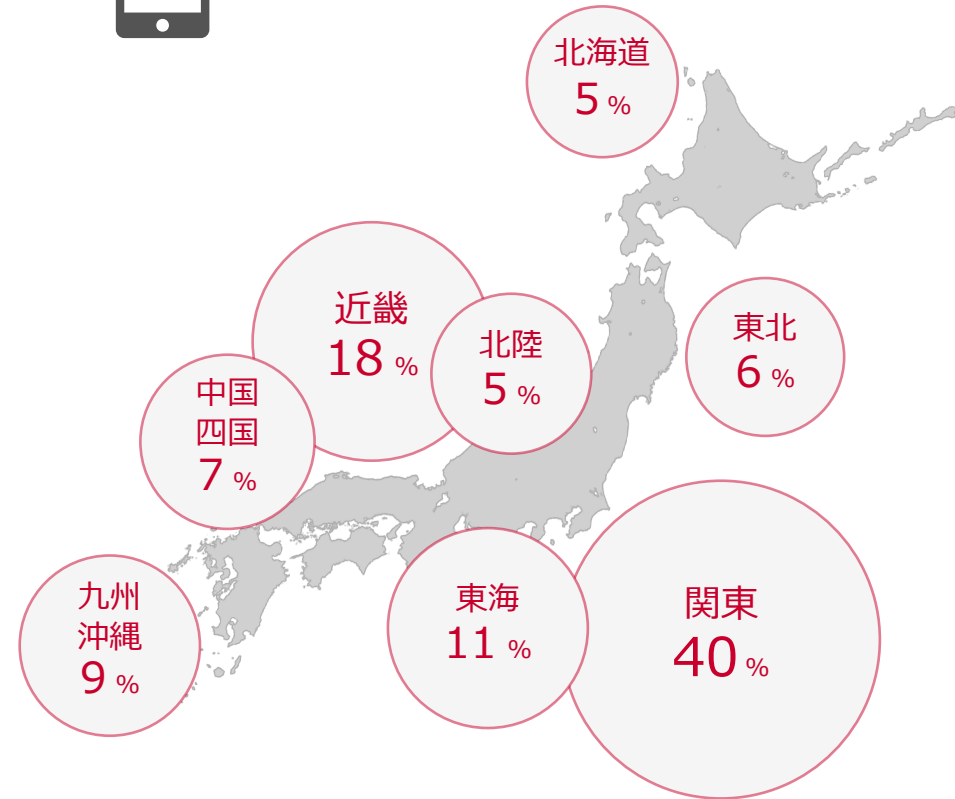 北海道
5 %
近畿
18 %
北陸
5 %
東北
6 %
中国
四国
7 %
九州
沖縄
9 %
東海
11 %
関東
40 %